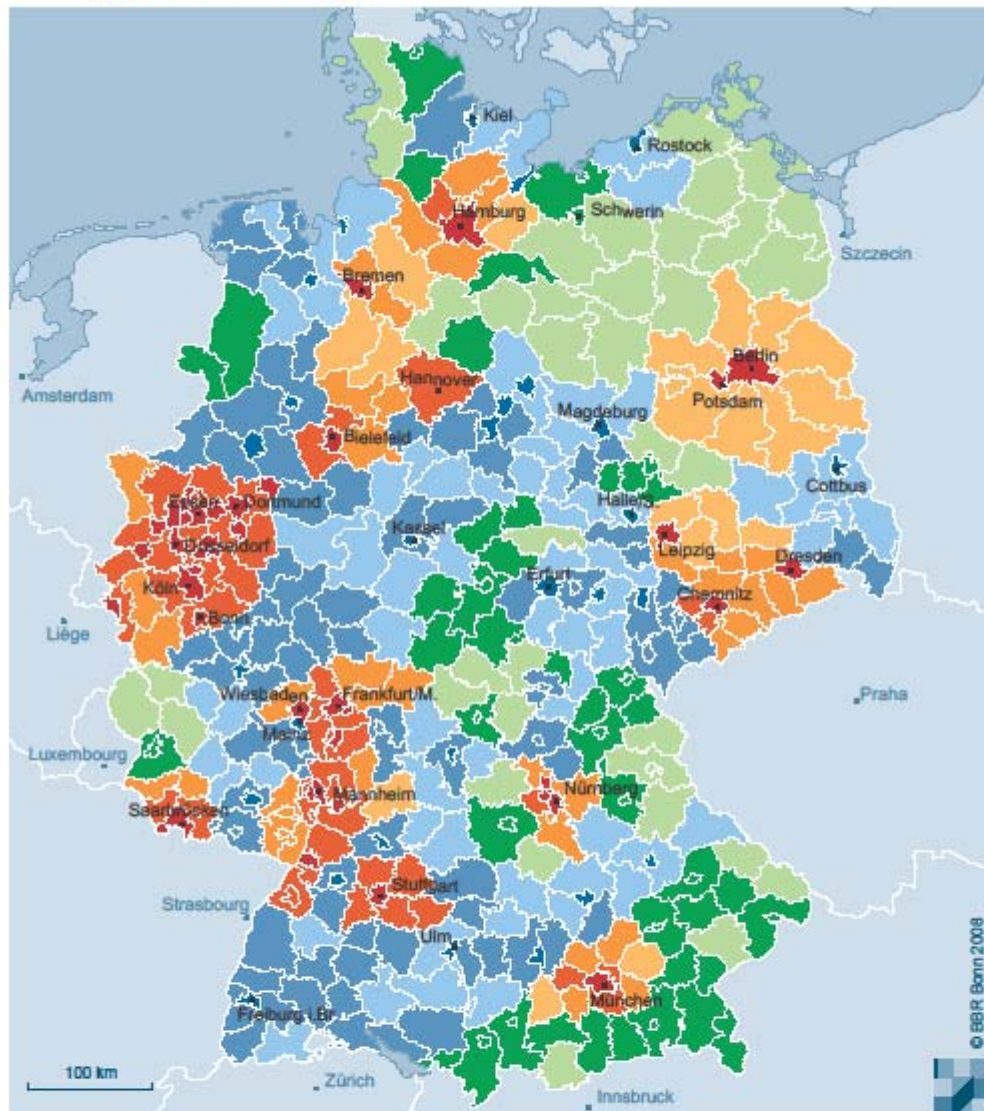 Kiel
Rostock
Hamburg
Schwerin
Szczecin
Bremen
Berlin
Hannover
Amsterdam
Potsdam
Magdeburg
Bielefeld
Cottbus
Essen
Dortmund
Halle/S.
Kassel
Düsseldorf
Leipzig
Dresden
Köln
Erfurt
Chemnitz
Bonn
Liège
Wiesbaden
Frankfurt/M.
Praha
Mainz
Luxembourg
Mannheim
Nürnberg
Saarbrücken
Stuttgart
Strasbourg
Ulm
München
Freiburg i.Br.
100 km
Zürich
Innsbruck
© BBR Bonn 2008